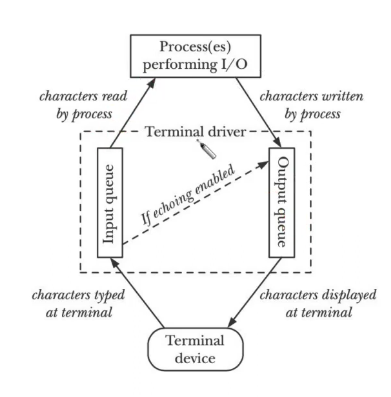 Process(es)
performing I/O
characters read
by process
characters written
by process
Terminal driver
Input queue
If echoing enabled
Output queue
characters typed
at terminal
characters displayed
at terminal
Terminal
device